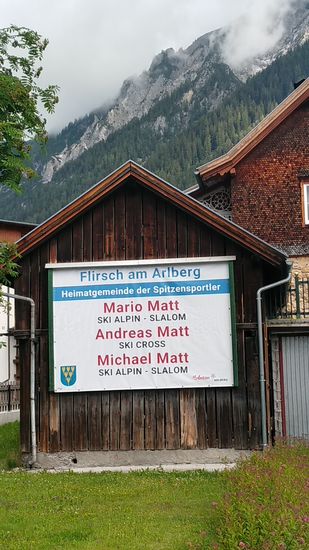 Flirsch am Arlberg
Heimatgemeinde der Spitzensportler
Mario Matt
SKI ALPIN - SLALOM
Andreas Matt
SKI CROSS
Michael Matt
SKI ALPIN - SLALOM